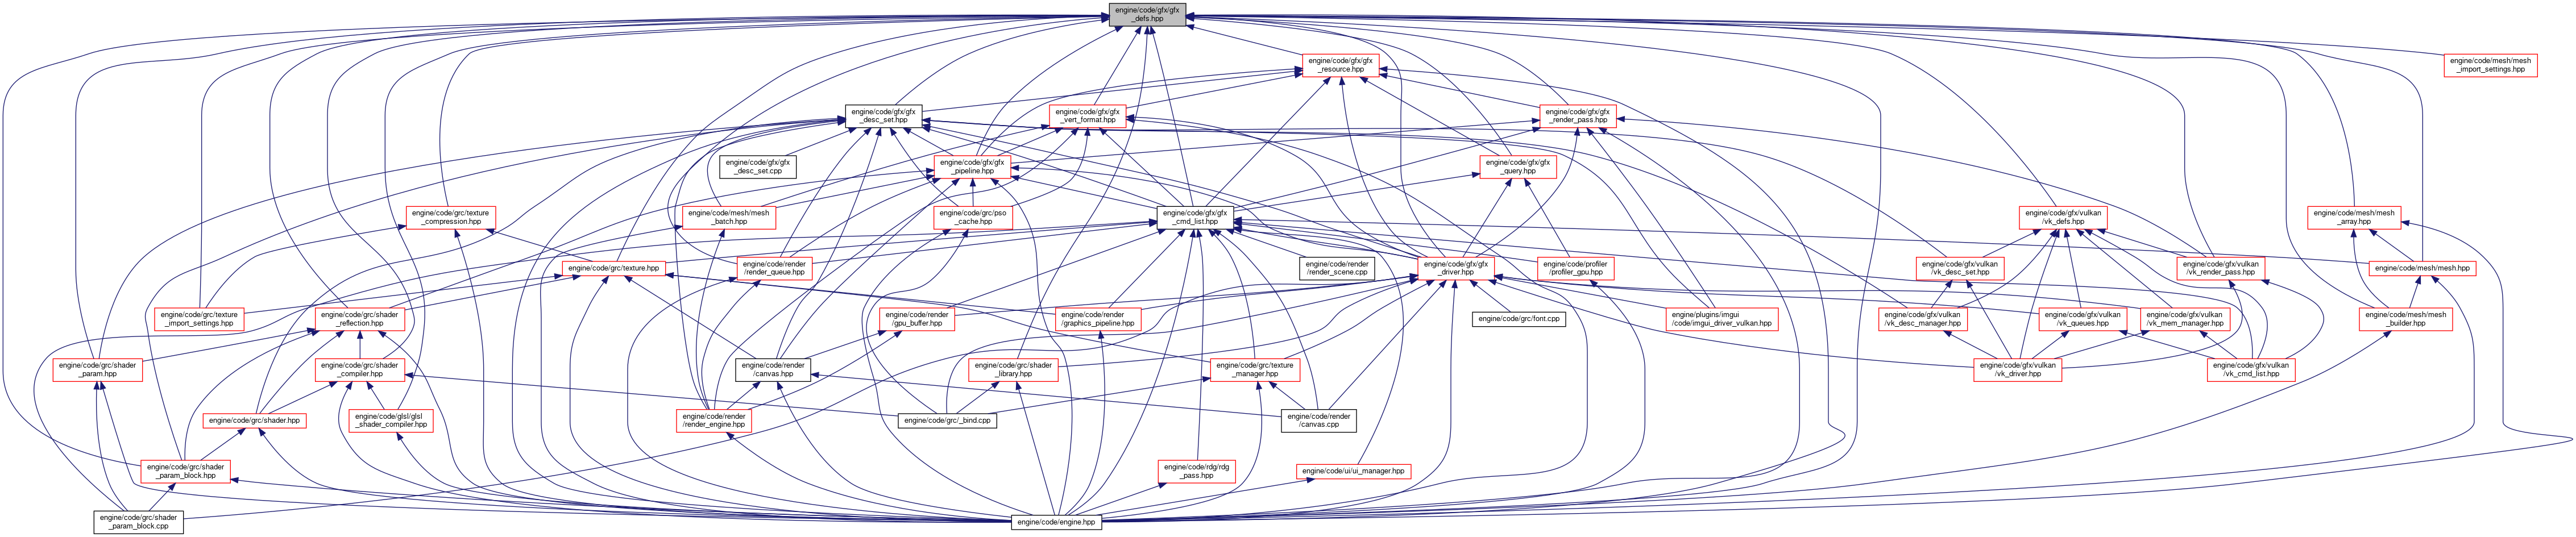 engine/code/gfx/gfx
_defs.hpp
engine/code/gfx/gfx
_resource.hpp
engine/code/mesh/mesh
_import_settings.hpp
engine/code/gfx/gfx
_desc_set.hpp
engine/code/gfx/gfx
_vert_format.hpp
engine/code/gfx/gfx
_render_pass.hpp
engine/code/gfx/gfx
_desc_set.cpp
engine/code/gfx/gfx
_pipeline.hpp
engine/code/gfx/gfx
_query.hpp
engine/code/grc/texture
_compression.hpp
engine/code/mesh/mesh
_batch.hpp
engine/code/grc/pso
_cache.hpp
engine/code/gfx/gfx
_cmd_list.hpp
engine/code/gfx/vulkan
/vk_defs.hpp
engine/code/mesh/mesh
_array.hpp
engine/code/grc/texture.hpp
engine/code/render
/render_queue.hpp
engine/code/render
/render_scene.cpp
engine/code/gfx/gfx
_driver.hpp
engine/code/profiler
/profiler_gpu.hpp
engine/code/gfx/vulkan
/vk_desc_set.hpp
engine/code/gfx/vulkan
/vk_render_pass.hpp
engine/code/mesh/mesh.hpp
engine/code/grc/texture
_import_settings.hpp
engine/code/grc/shader
_reflection.hpp
engine/code/render
/gpu_buffer.hpp
engine/code/render
/graphics_pipeline.hpp
engine/code/grc/font.cpp
engine/plugins/imgui
/code/imgui_driver_vulkan.hpp
engine/code/gfx/vulkan
/vk_desc_manager.hpp
engine/code/gfx/vulkan
/vk_queues.hpp
engine/code/gfx/vulkan
/vk_mem_manager.hpp
engine/code/mesh/mesh
_builder.hpp
engine/code/grc/shader
_param.hpp
engine/code/grc/shader
_compiler.hpp
engine/code/render
/canvas.hpp
engine/code/grc/shader
_library.hpp
engine/code/grc/texture
_manager.hpp
engine/code/gfx/vulkan
/vk_driver.hpp
engine/code/gfx/vulkan
/vk_cmd_list.hpp
engine/code/grc/shader.hpp
engine/code/glsl/glsl
_shader_compiler.hpp
engine/code/render
/render_engine.hpp
engine/code/grc/_bind.cpp
engine/code/render
/canvas.cpp
engine/code/grc/shader
_param_block.hpp
engine/code/rdg/rdg
_pass.hpp
engine/code/ui/ui_manager.hpp
engine/code/grc/shader
_param_block.cpp
engine/code/engine.hpp